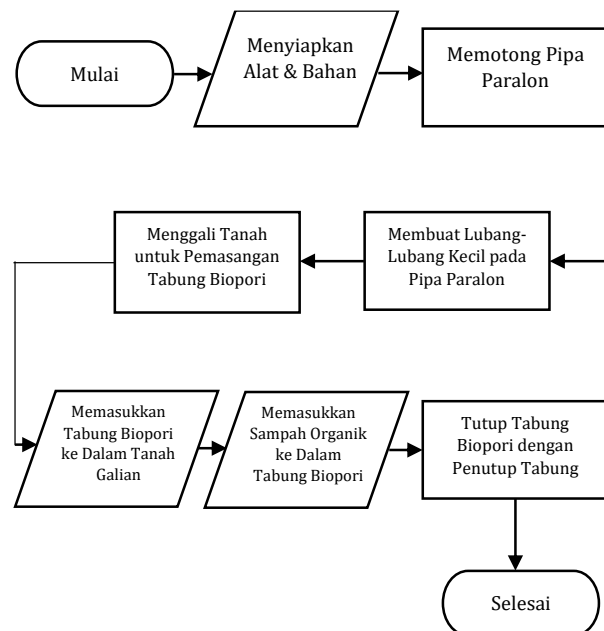 Mulai
Menyiapkan
Alat & Bahan
Memotong Pipa
Paralon
Membuat Lubang-
Lubang Kecil pada
Pipa Paralon
Menggali Tanah
untuk Pemasangan
Tabung Biopori
Memasukkan
Tabung Biopori
ke Dalam Tanah
Galian
Memasukkan
Sampah Organik
ke Dalam
Tabung Biopori
Tutup Tabung
Biopori dengan
Penutup Tabung
Selesai